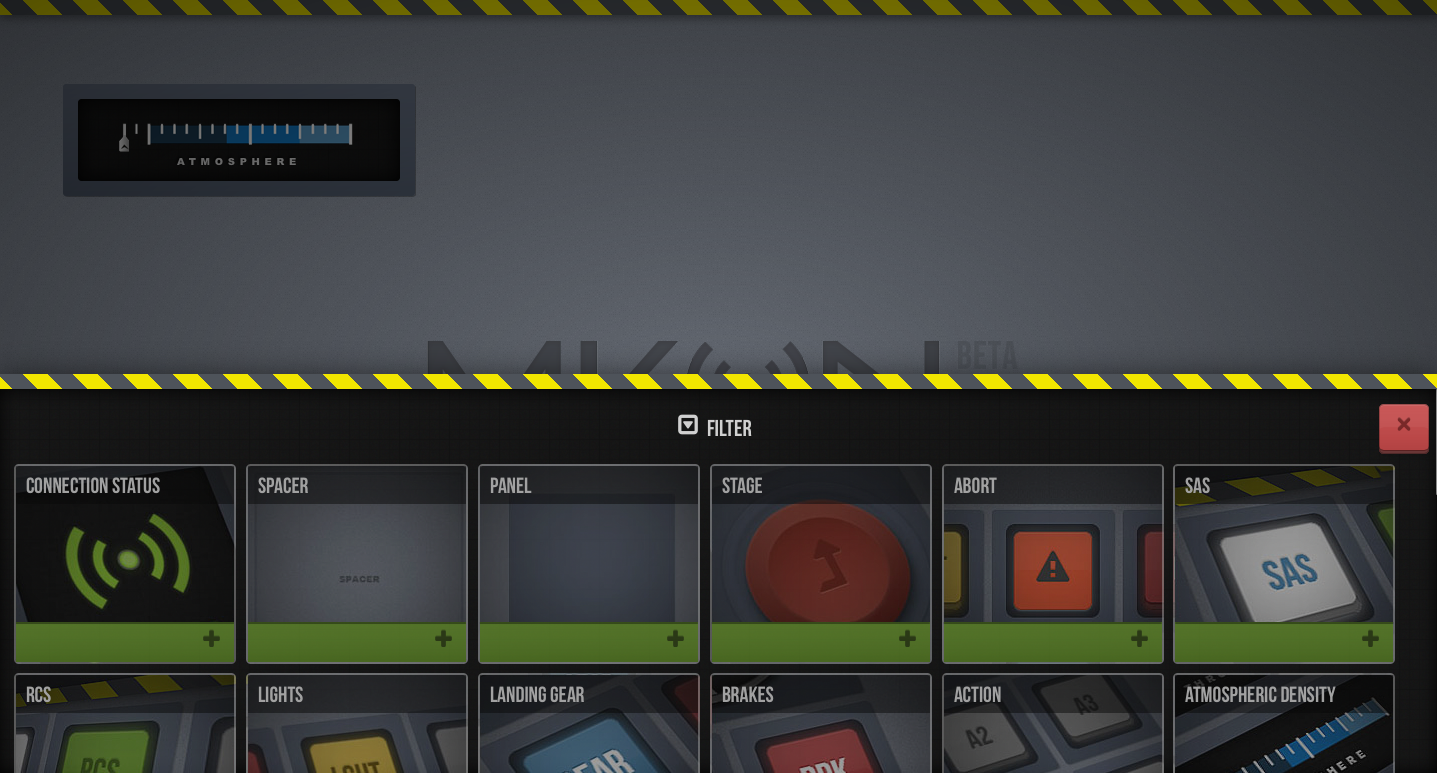 ATMOSPHERE
BETA
FILTER
CONNECTION STATUS
SPACER
PANEL
STAGE
ABORT
SAS
SPACER
SAS
RCS
LIGHTS
LANDING GEAR
BRAKES
ACTION
ATMOSPHERIC DENSITY
A2
A3
RCS